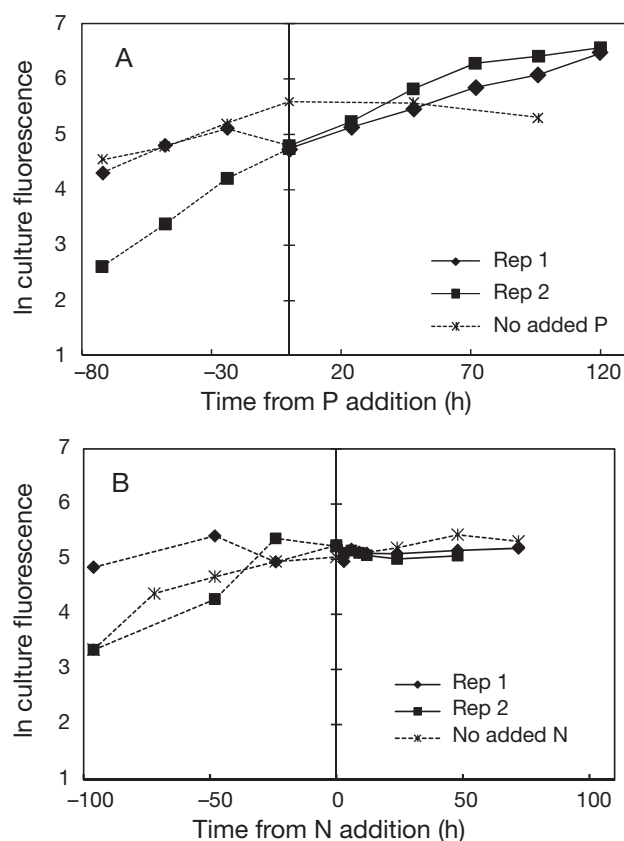 7
A
6
5
4
3
2
1
ln culture fluorescence
Rep 1
Rep 2
No added P
–80
–30
20
70
120
Time from P addition (h)
7
B
6
5
4
3
2
1
ln culture fluorescence
Rep 1
Rep 2
No added N
–100
–50
0
50
100
Time from N addition (h)